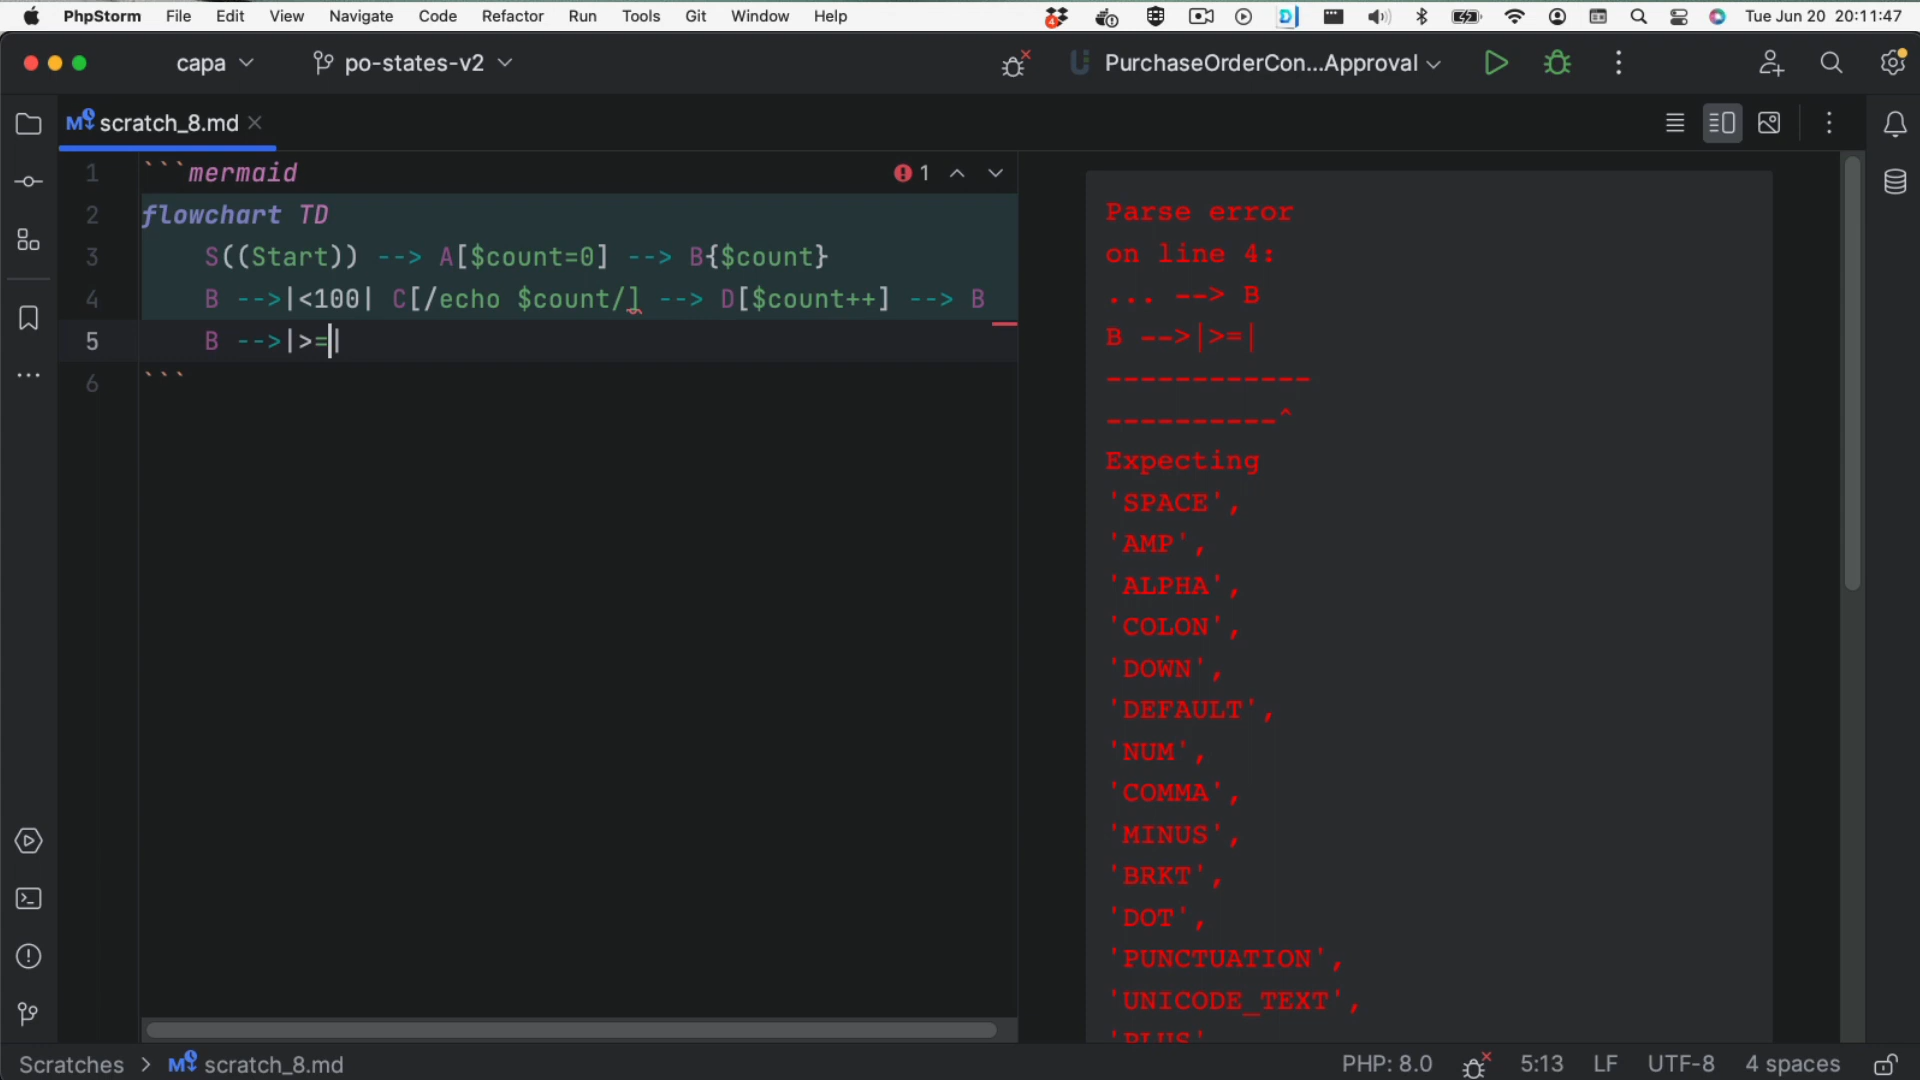 PhpStorm File Edit View Navigate Code Refactor Run Tools Git Window Help 4 D Tue Jun 20 20:11:47
capa po-states-v2 PurchaseOrderCon...Approval
M scratch_8.md
1 ```mermaid 1
2 flowchart TD
3 S((Start)) --> A[$count=0] --> B{$count}
4 B -->|<100| C[/echo $count/] --> D[$count++] --> B
5 B -->|>=|
6 ```
Parse error
on line 4:
... --> B
B -->|>=|
------------
----------^
Expecting
'SPACE',
'AMP',
'ALPHA',
'COLON',
'DOWN',
'DEFAULT',
'NUM',
'COMMA',
'MINUS',
'BRKT',
'DOT',
'PUNCTUATION',
'UNICODE_TEXT',
'PLUS'
Scratches > M scratch_8.md PHP: 8.0 5:13 LF UTF-8 4 spaces